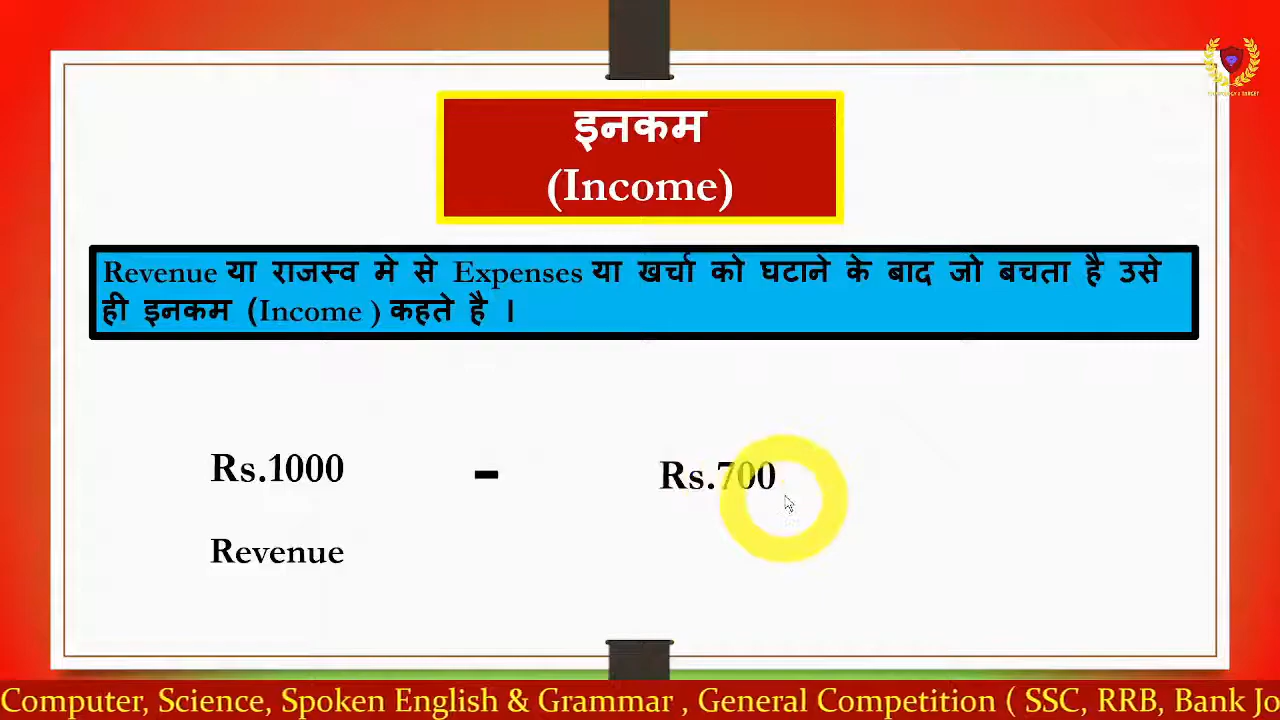 इनकम
(Income)
Revenue या राजस्व मे से Expenses या खर्चा को घटाने के बाद जो बचता है उसे
ही इनकम (Income ) कहते है ।
Rs.1000 - Rs.700
Revenue
Computer, Science, Spoken English & Grammar , General Competition ( SSC, RRB, Bank Jo